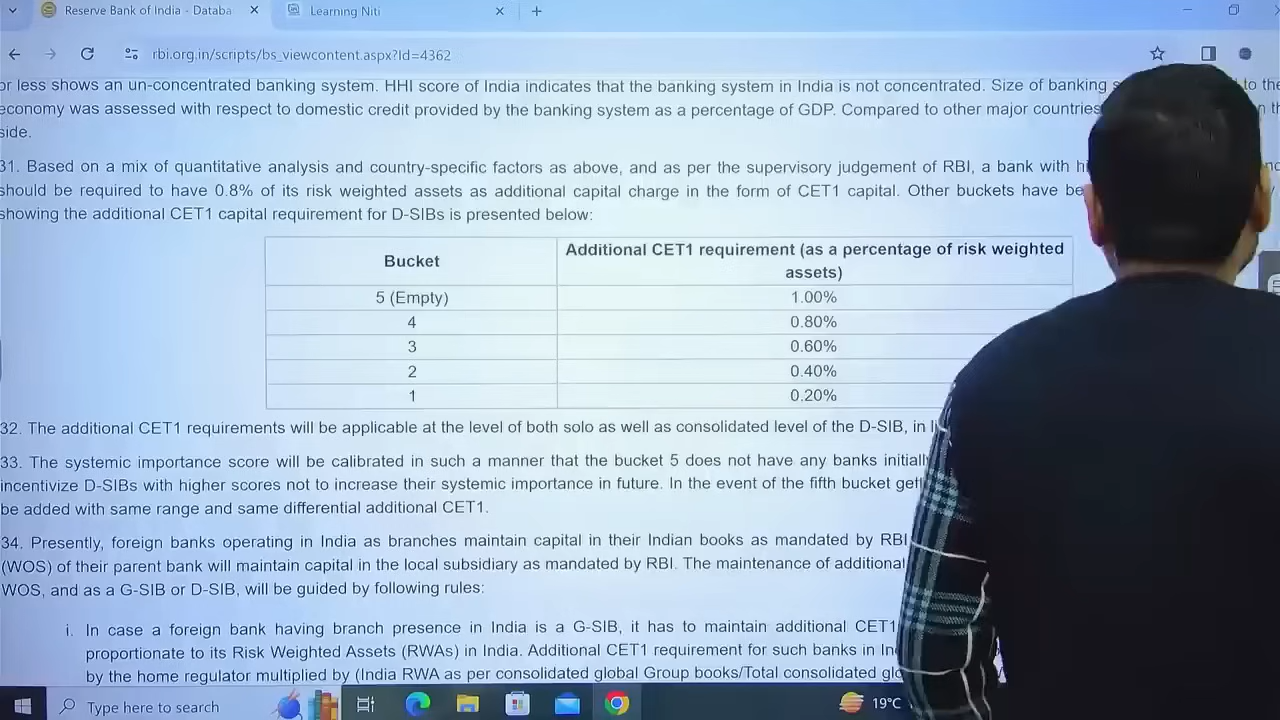 Reserve Bank of India - Databa
Learning Niti
rbi.org.in/scripts/bs_viewcontent.aspx?Id=4362
or less shows an un-concentrated banking system. HHI score of India indicates that the banking system in India is not concentrated. Size of banking s to the
economy was assessed with respect to domestic credit provided by the banking system as a percentage of GDP. Compared to other major countries
side.
31. Based on a mix of quantitative analysis and country-specific factors as above, and as per the supervisory judgement of RBI, a bank with hi
should be required to have 0.8% of its risk weighted assets as additional capital charge in the form of CET1 capital. Other buckets have be
showing the additional CET1 capital requirement for D-SIBs is presented below:
Bucket Additional CET1 requirement (as a percentage of risk weighted
assets)
5 (Empty) 1.00%
4 0.80%
3 0.60%
2 0.40%
1 0.20%
32. The additional CET1 requirements will be applicable at the level of both solo as well as consolidated level of the D-SIB, in
33. The systemic importance score will be calibrated in such a manner that the bucket 5 does not have any banks initiall
incentivize D-SIBs with higher scores not to increase their systemic importance in future. In the event of the fifth bucket get
be added with same range and same differential additional CET1.
34. Presently, foreign banks operating in India as branches maintain capital in their Indian books as mandated by RBI
(WOS) of their parent bank will maintain capital in the local subsidiary as mandated by RBI. The maintenance of additional
WOS, and as a G-SIB or D-SIB, will be guided by following rules:
i. In case a foreign bank having branch presence in India is a G-SIB, it has to maintain additional CET1
proportionate to its Risk Weighted Assets (RWAs) in India. Additional CET1 requirement for such banks in In
by the home regulator multiplied by (India RWA as per consolidated global Group books/Total consolidated glo
Type here to search
19°C